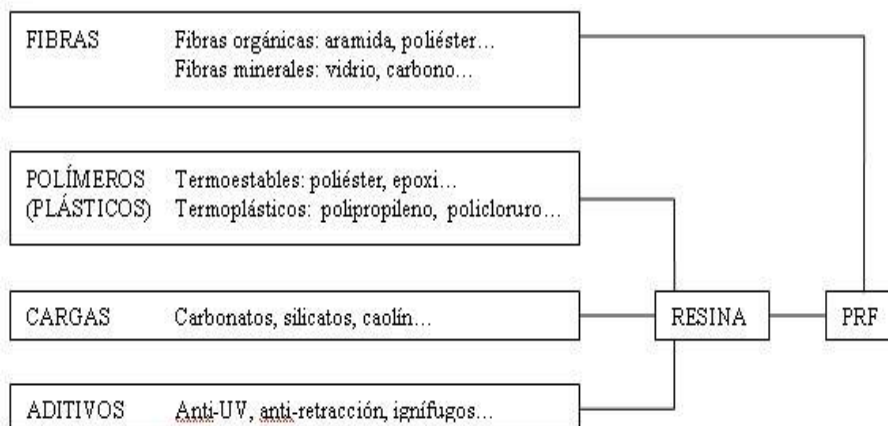 FIBRAS Fibras orgánicas: aramida, poliéster...
Fibras minerales: vidrio, carbono...
POLÍMEROS Termoestables: poliéster, epoxi...
(PLÁSTICOS) Termoplásticos: polipropileno, policloruro...
CARGAS Carbonatos, silicatos, caolín...
RESINA PRF
ADITIVOS Anti-UV, anti-retracción, ignífugos...